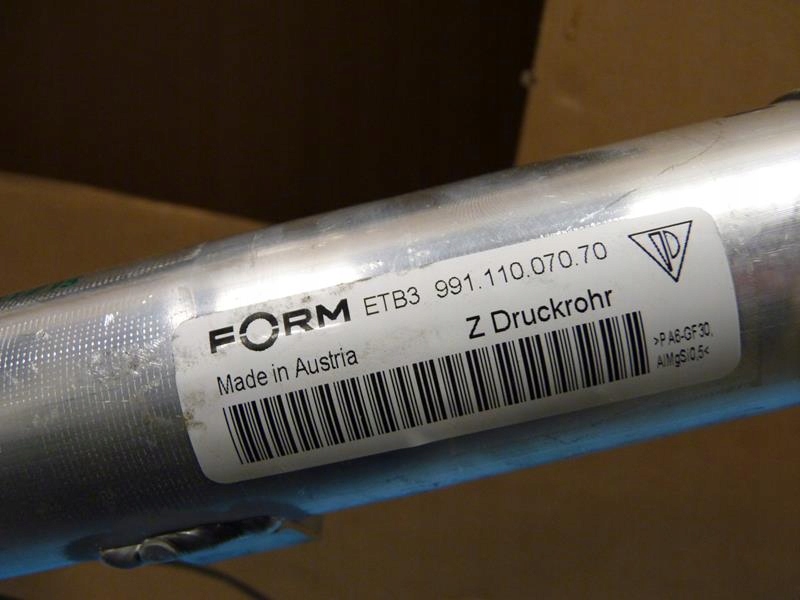 FORM ETB3 991.110.070.70
Made in Austria
Z Druckrohr
>PA6-GF30,
AlMgSi0,5<